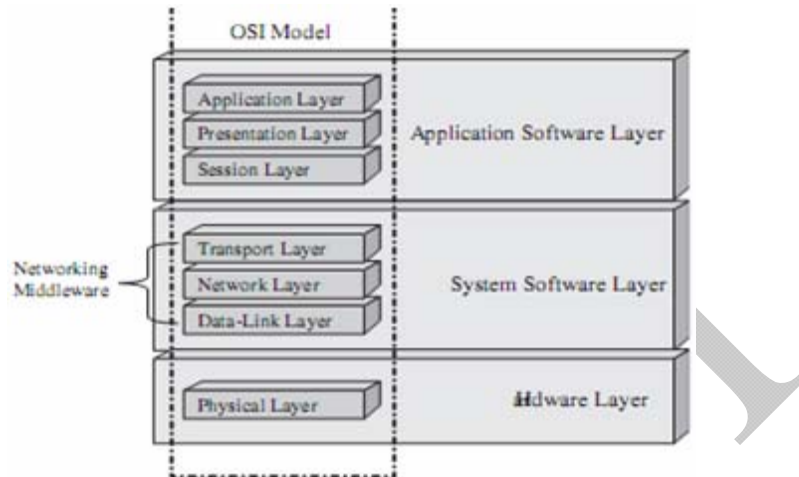 OSI Model
Application Layer
Presentation Layer
Session Layer
Application Software Layer
Transport Layer
Network Layer
Data-Link Layer
Networking
Middleware
System Software Layer
Physical Layer
Layer